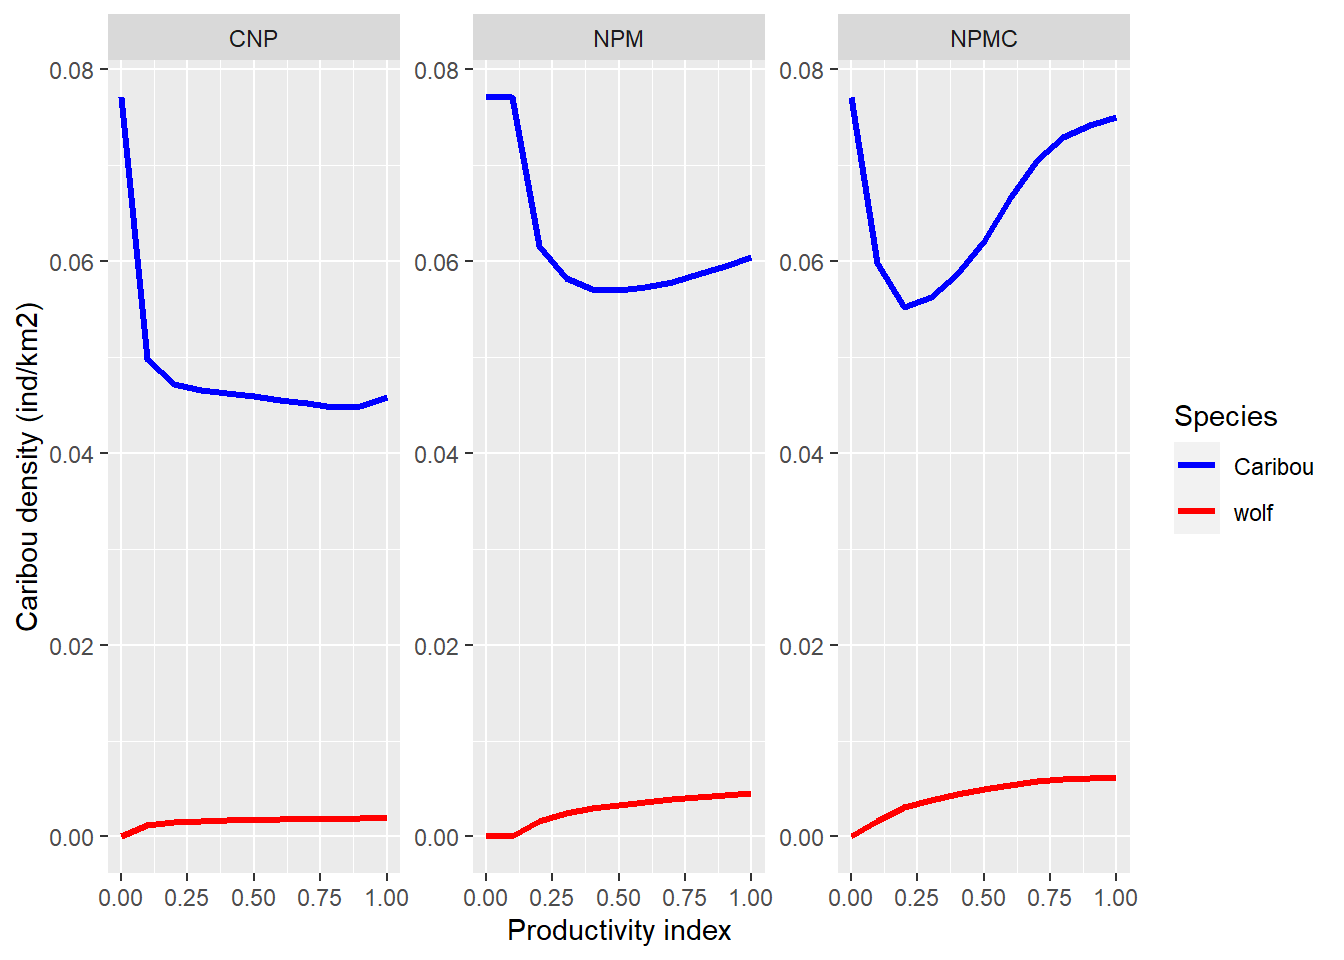 CNP NPM NPMC
0.08 0.08 0.08
0.06 0.06 0.06
0.04 0.04 0.04
0.02 0.02 0.02
0.00 0.00 0.00
Caribou density (ind/km2)
0.00 0.25 0.50 0.75 1.00 0.00 0.25 0.50 0.75 1.00 0.00 0.25 0.50 0.75 1.00
Productivity index
Species
Caribou
wolf